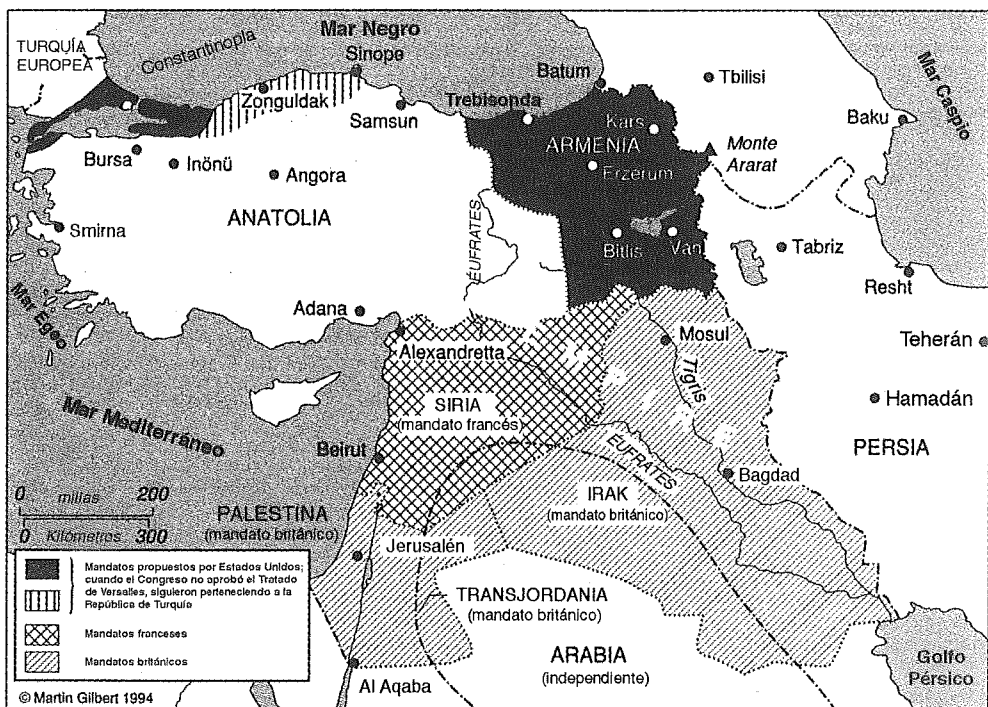 TURQUÍA
EUROPEA
Constantinopla
Mar Negro
Sinope
Zonguldak
Samsun
Batum
Trebisonda
Tbilisi
Mar Caspio
Baku
Kars
ARMENIA
Erzerum
Monte
Ararat
Bursa
Inönü
Angora
ANATOLIA
Smirna
Mar Egeo
ÉUFRATES
Bitlis
Van
Tabriz
Resht
Adana
Alexandretta
Mosul
Tigris
Teherán
Hamadán
PERSIA
Mar Mediterráneo
SIRIA
(mandato francés)
Beirut
ÉUFRATES
Bagdad
IRAK
(mandato británico)
0 millas 200
0 Kilómetros 300
PALESTINA
(mandato británico)
Jerusalén
TRANSJORDANIA
(mandato británico)
ARABIA
(independiente)
Al Aqaba
Golfo
Pérsico
Mandatos propuestos por Estados Unidos;
cuando el Congreso no aprobó el Tratado
de Versalles, siguieron perteneciendo a la
República de Turquía
Mandatos franceses
Mandatos británicos
© Martin Gilbert 1994